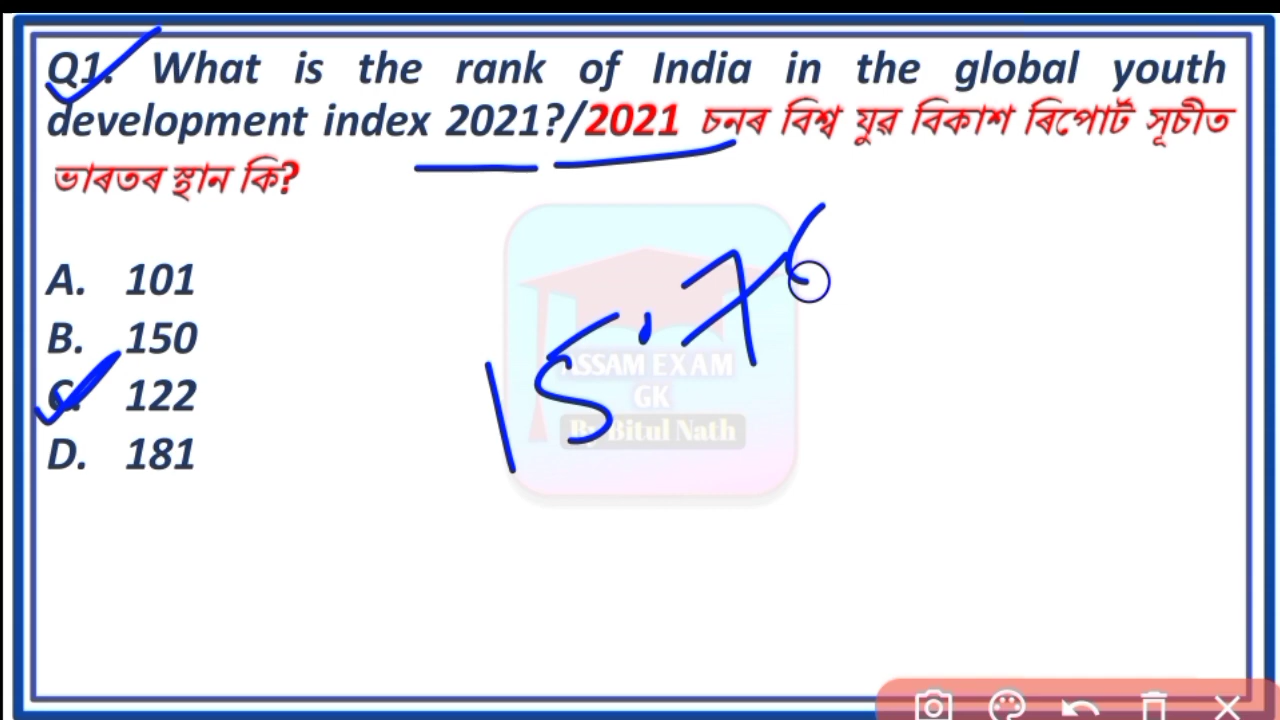 Q1. What is the rank of India in the global youth
development index 2021?/2021 চনৰ বিশ্ব যুৱ বিকাশ ৰিপোৰ্ট সূচীত
ভাৰতৰ স্থান কি?
A. 101
B. 150
C. 122
D. 181
15
ASSAM EXAM
GK
By Bitul Nath